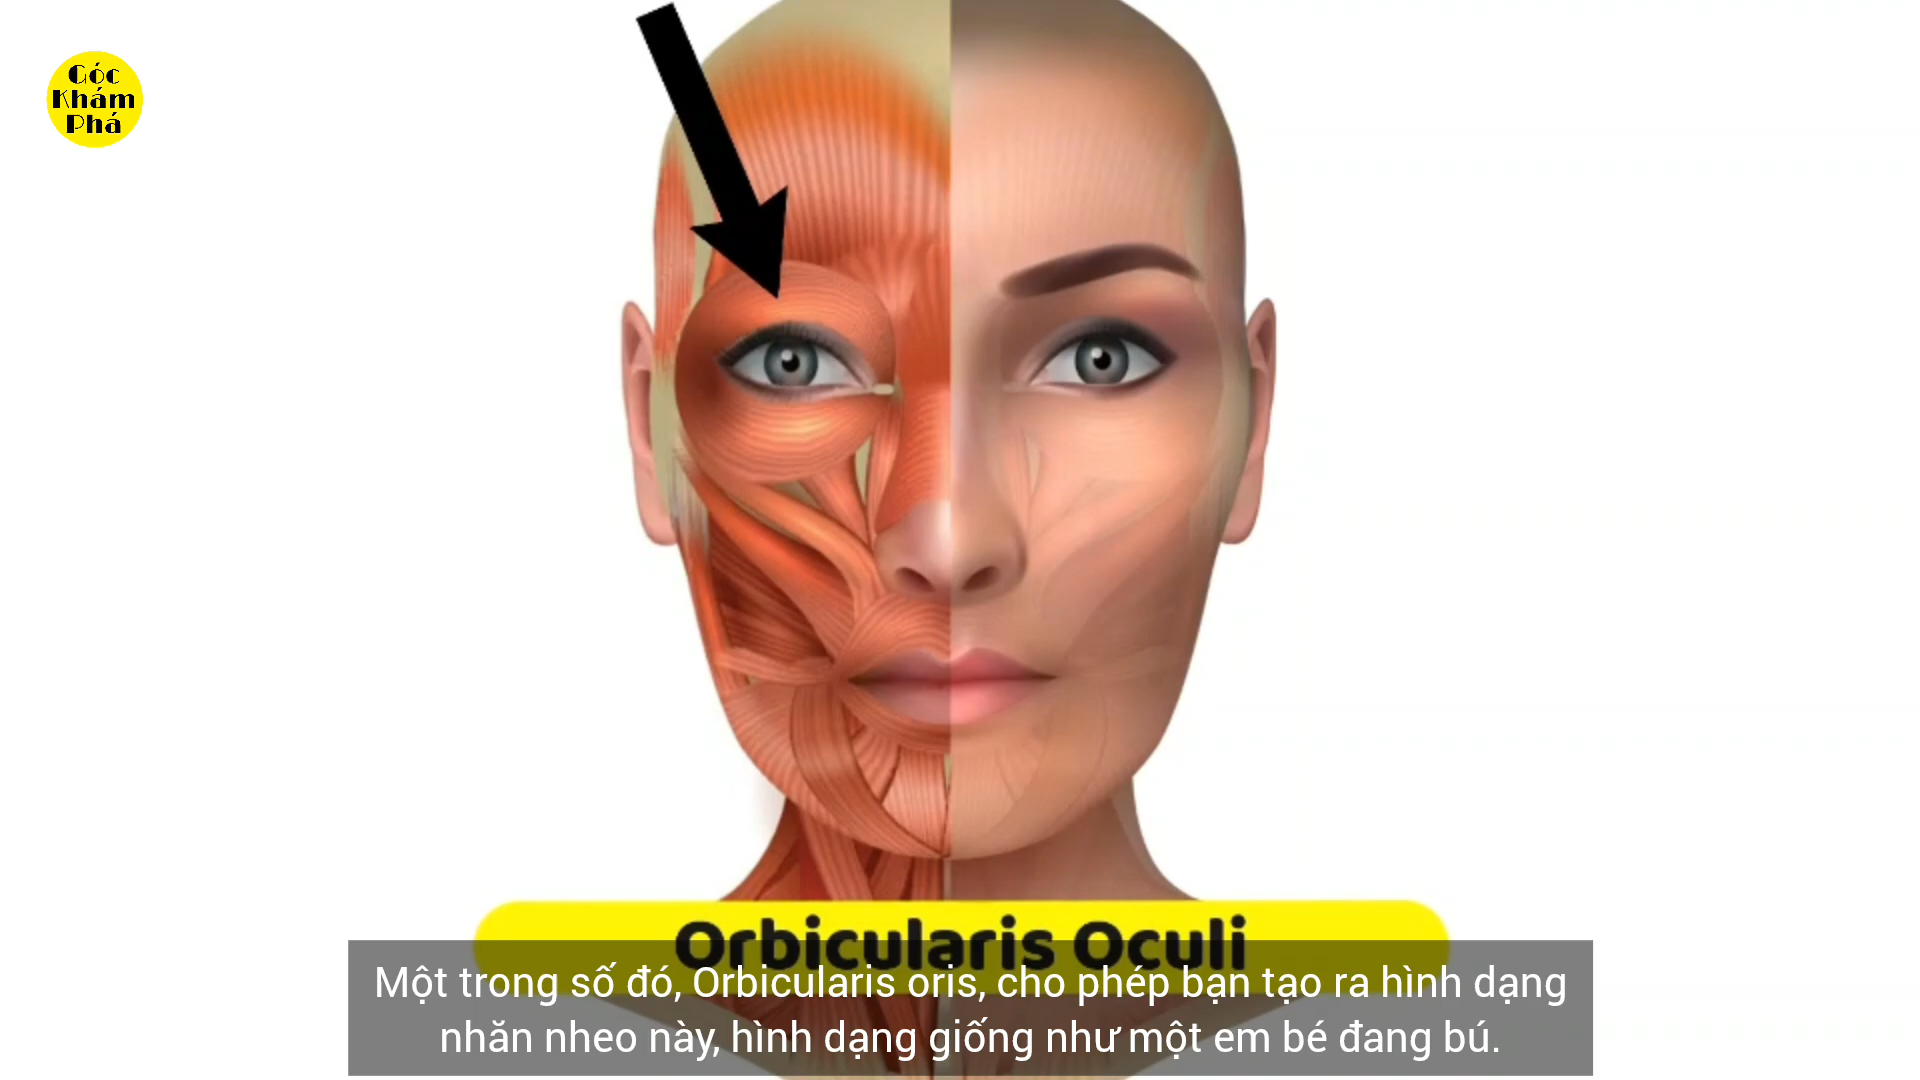 Góc
Khám
Phá
Orbicularis Oculi
Một trong số đó, Orbicularis oris, cho phép bạn tạo ra hình dạng
nhăn nheo này, hình dạng giống như một em bé đang bú.